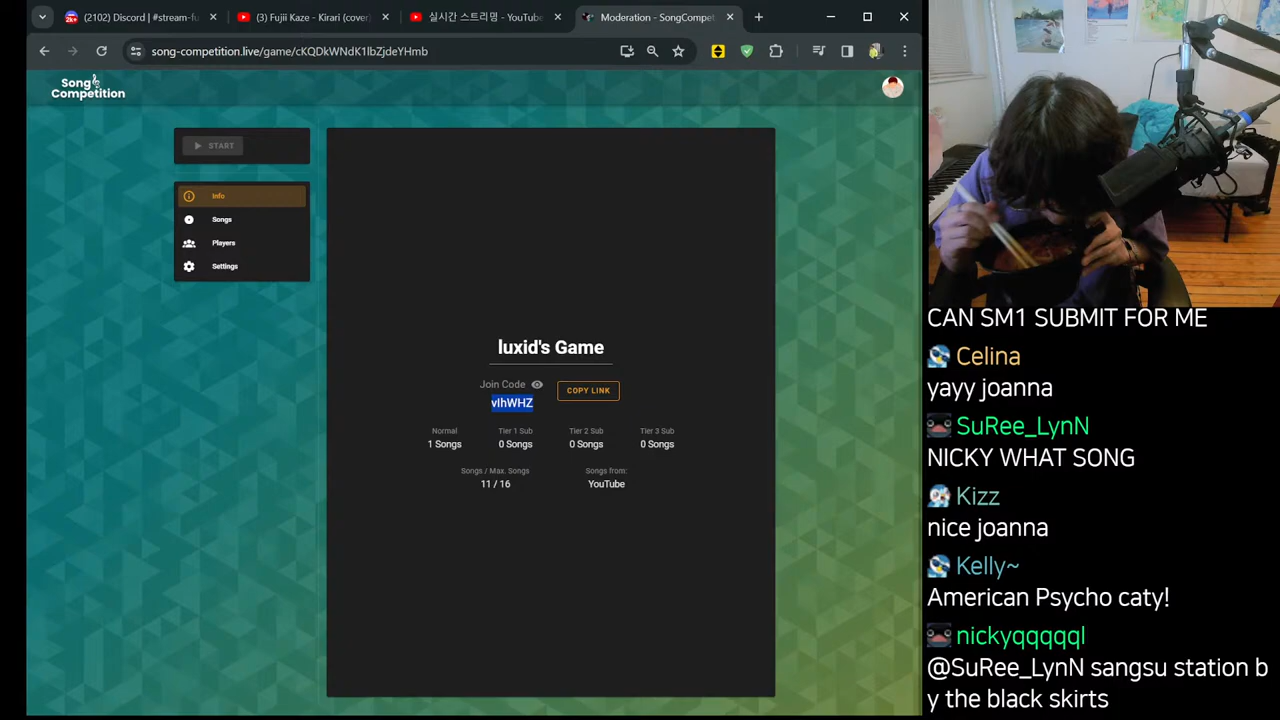 (2102) Discord | #stream-fu
(3) Fujii Kaze - Kirari (cover)
실시간 스트리밍 - YouTube
Moderation - SongCompet
song-competition.live/game/cKQDkWNdK1lbZjdeYHmb
Song
Competition
START
Info
Songs
Players
Settings
luxid's Game
Join Code
COPY LINK
vIhWHZ
Normal
1 Songs
Tier 1 Sub
0 Songs
Tier 2 Sub
0 Songs
Tier 3 Sub
0 Songs
Songs / Max. Songs
11 / 16
Songs from:
YouTube
CAN SM1 SUBMIT FOR ME
Celina
yayy joanna
SuRee_LynN
NICKY WHAT SONG
Kizz
nice joanna
Kelly~
American Psycho caty!
nickyqqqqql
@SuRee_LynN sangsu station b
y the black skirts